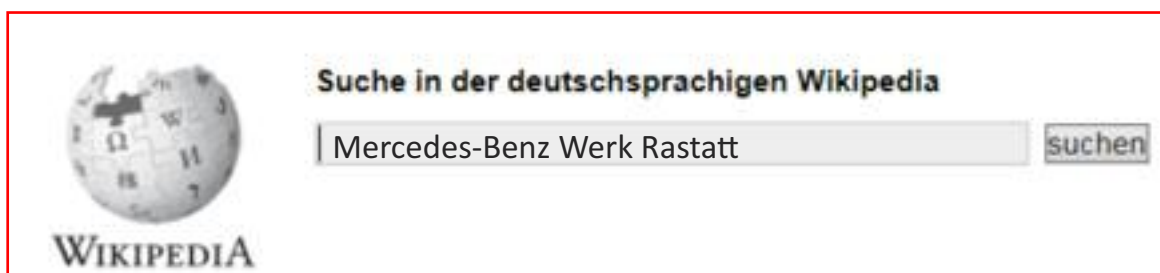 Suche in der deutschsprachigen Wikipedia
Mercedes-Benz Werk Rastatt
suchen
WIKIPEDIA